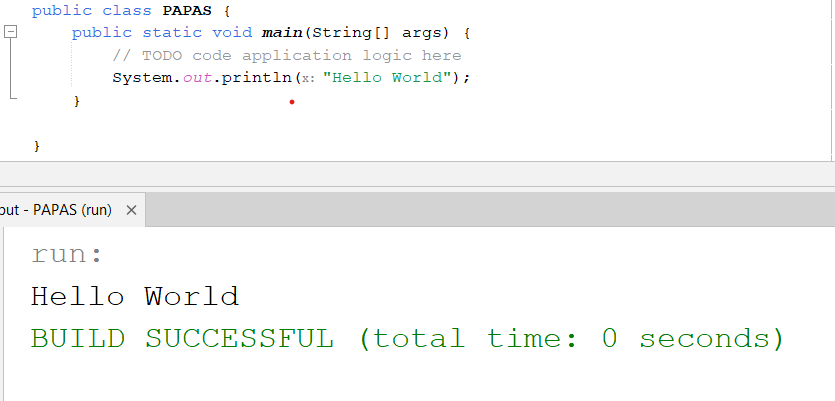 public class PAPAS {
public static void main(String[] args) {
// TODO code application logic here
System.out.println(x: "Hello World");
}
}
put - PAPAS (run) ×
run:
Hello World
BUILD SUCCESSFUL (total time: 0 seconds)